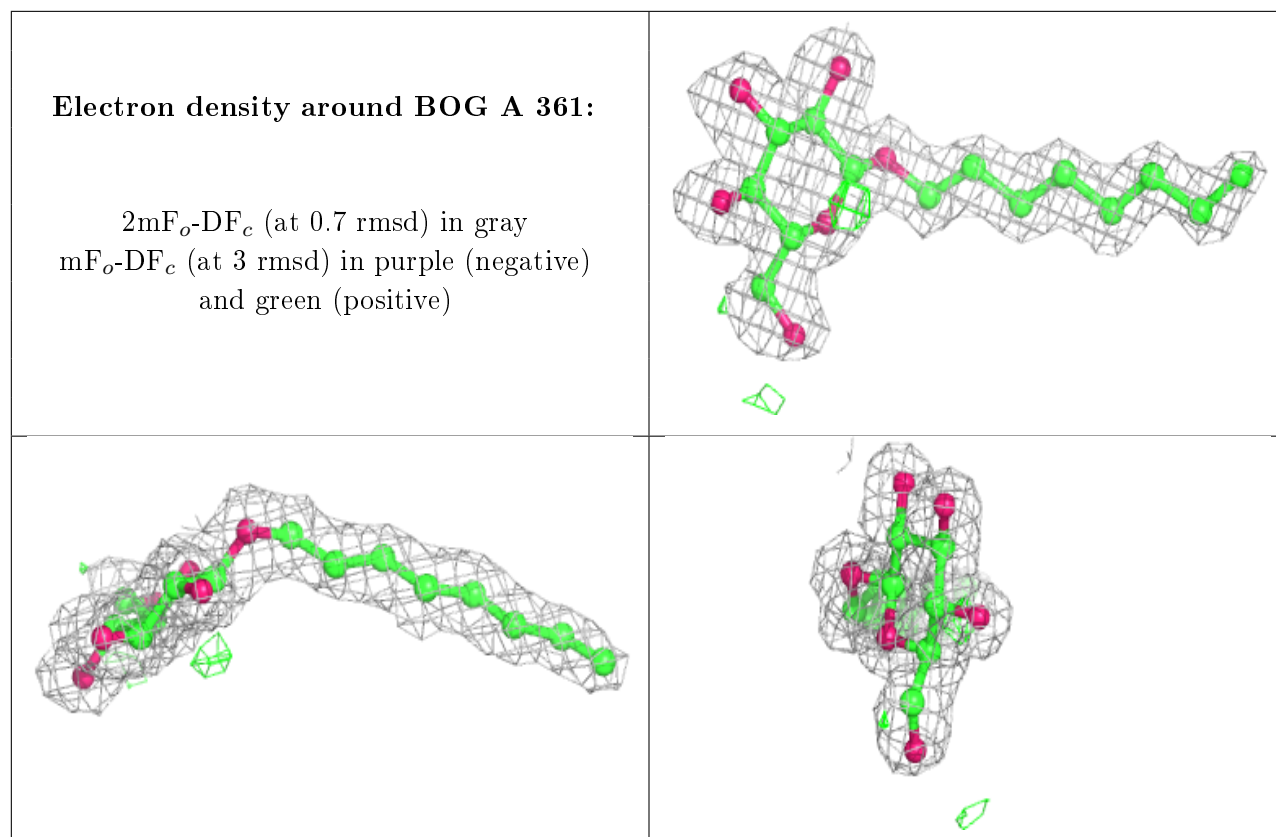 Electron density around BOG A 361:
2mFₒ-DF𝒸 (at 0.7 rmsd) in gray
mFₒ-DF𝒸 (at 3 rmsd) in purple (negative)
and green (positive)